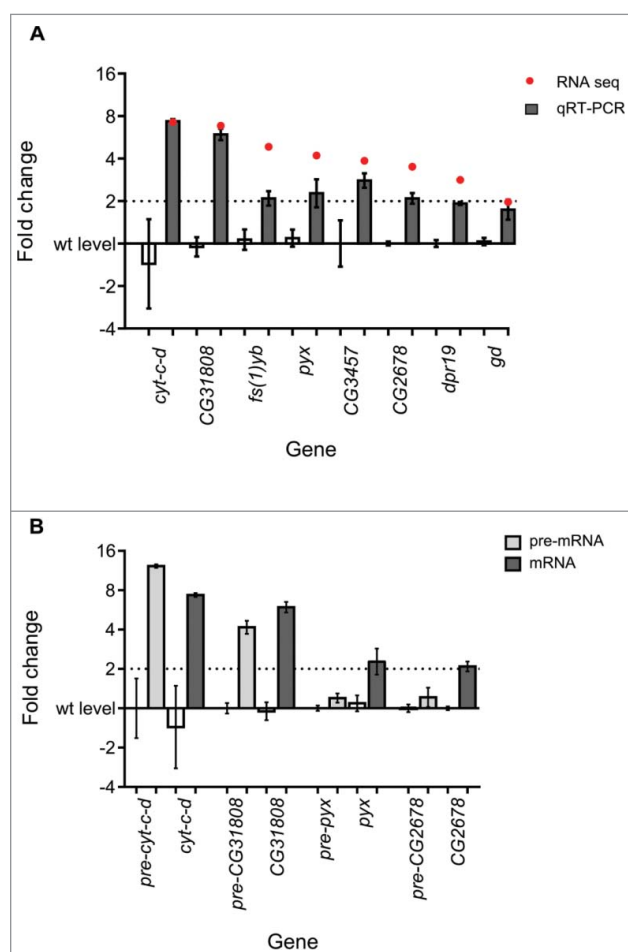 A
RNA seq
qRT-PCR
Fold change
16
8
4
2
wt level
-2
-4
cyt-c-d
CG31808
fs(1)yb
pyx
CG3457
CG2678
dpr19
gd
Gene
B
pre-mRNA
mRNA
Fold change
16
8
4
2
wt level
-2
-4
pre-cyt-c-d
cyt-c-d
pre-CG31808
CG31808
pre-pyx
pyx
pre-CG2678
CG2678
Gene